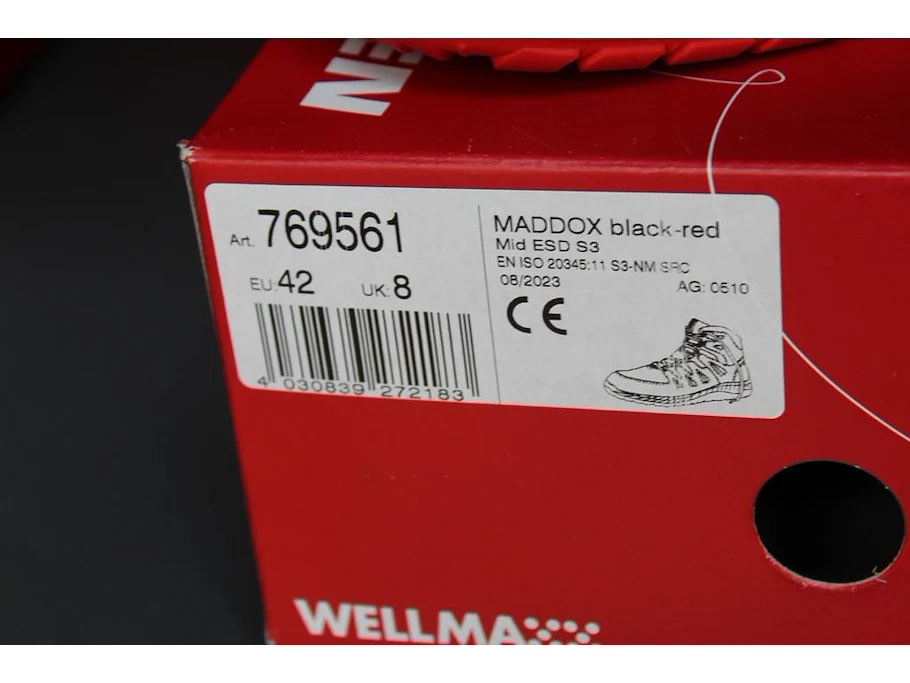 EN
Art. 769561
EU: 42 UK: 8
4 030839 272183
MADDOX black-red
Mid ESD S3
EN ISO 20345:11 S3-NM SRC
08/2023 AG: 0510
CE
WELLMA